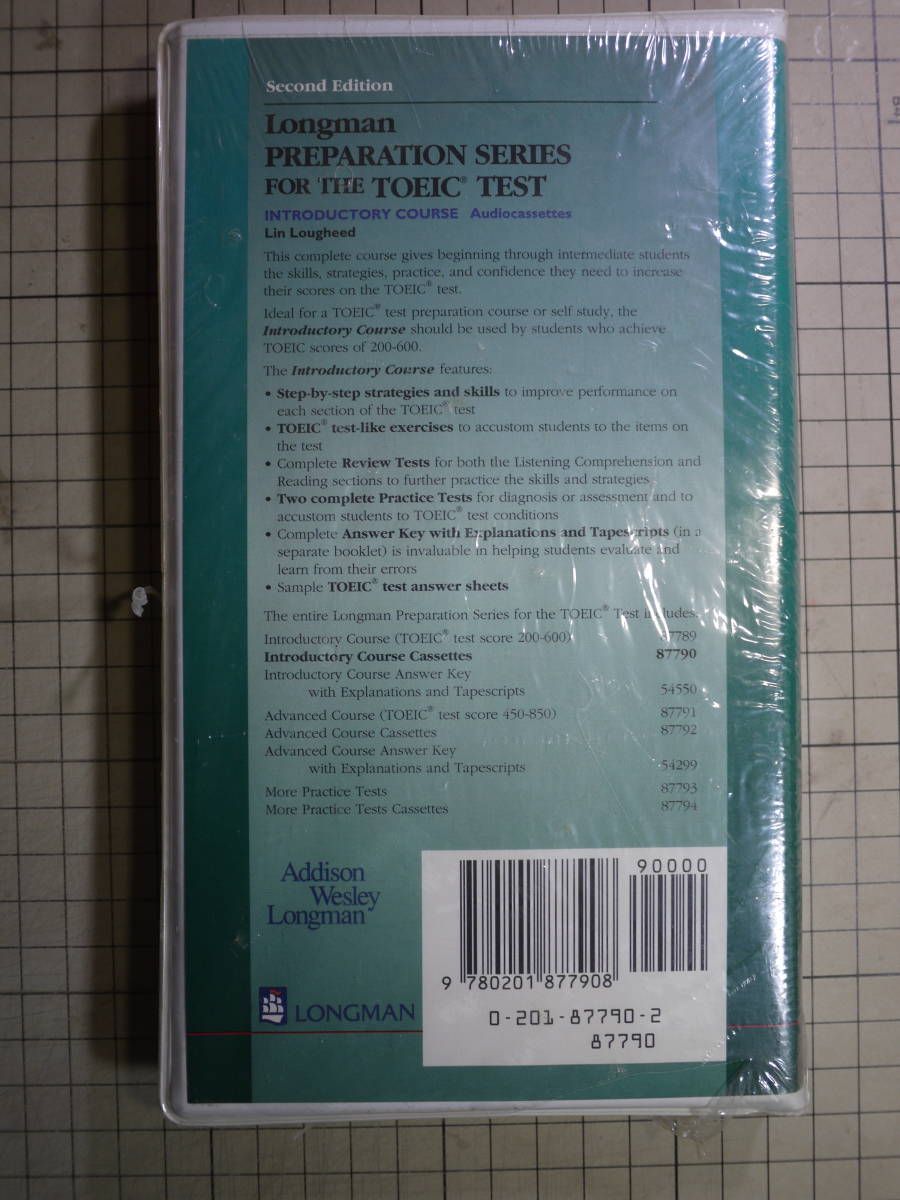 Second Edition
Longman
PREPARATION SERIES
FOR THE TOEIC® TEST
INTRODUCTORY COURSE Audiocassettes
Lin Lougheed
This complete course gives beginning through intermediate students
the skills, strategies, practice, and confidence they need to increase
their scores on the TOEIC® test.
Ideal for a TOEIC® test preparation course or self study, the
Introductory Course should be used by students who achieve
TOEIC scores of 200-600.
The Introductory Course features:
• Step-by-step strategies and skills to improve performance on
each section of the TOEIC® test
• TOEIC® test-like exercises to accustom students to the items on
the test
• Complete Review Tests for both the Listening Comprehension and
Reading sections to further practice the skills and strategies
• Two complete Practice Tests for diagnosis or assessment and to
accustom students to TOEIC® test conditions
• Complete Answer Key with Explanations and Tapescripts (in a
separate booklet) is invaluable in helping students evaluate and
learn from their errors
• Sample TOEIC® test answer sheets
The entire Longman Preparation Series for the TOEIC® Test includes:
Introductory Course (TOEIC® test score 200-600) 87789
Introductory Course Cassettes 87790
Introductory Course Answer Key
with Explanations and Tapescripts 54550
Advanced Course (TOEIC® test score 450-850) 87791
Advanced Course Cassettes 87792
Advanced Course Answer Key
with Explanations and Tapescripts 54299
More Practice Tests 87793
More Practice Tests Cassettes 87794
Addison
Wesley
Longman
LONGMAN
90000
9 780201 877908
0-201-87790-2
87790